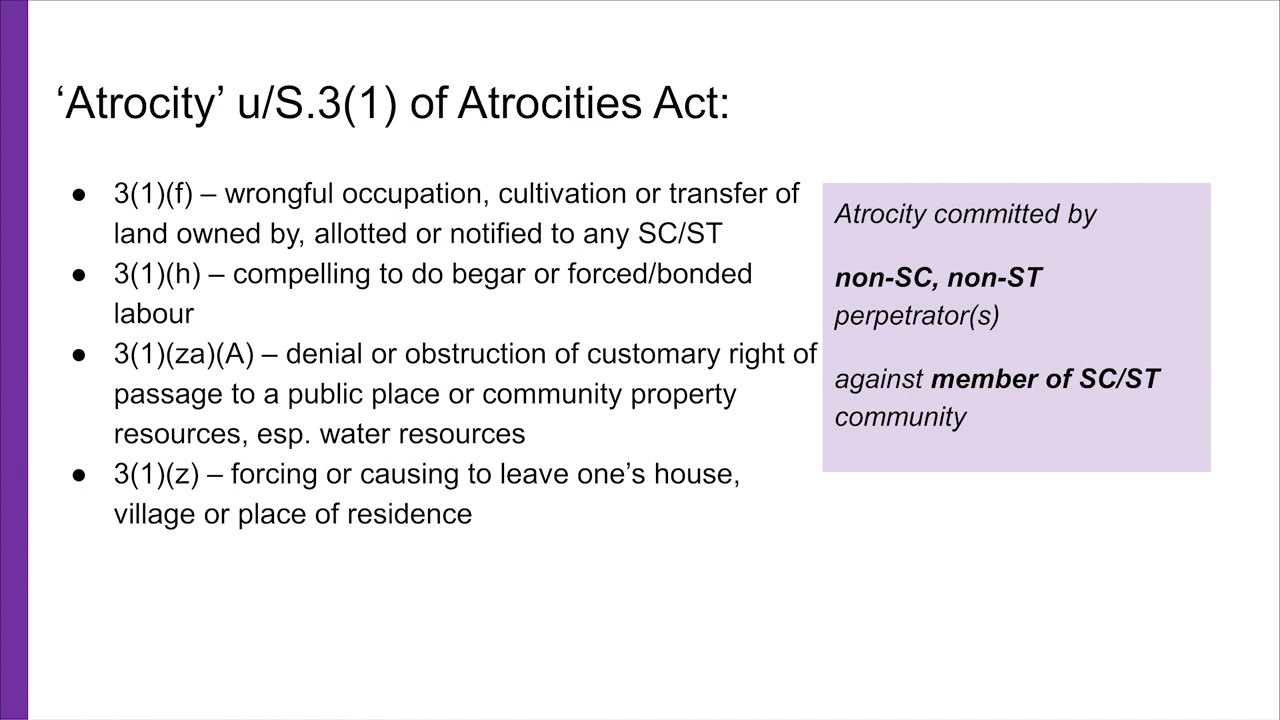 ‘Atrocity’ u/S.3(1) of Atrocities Act:
● 3(1)(f) – wrongful occupation, cultivation or transfer of
land owned by, allotted or notified to any SC/ST
● 3(1)(h) – compelling to do begar or forced/bonded
labour
● 3(1)(za)(A) – denial or obstruction of customary right of
passage to a public place or community property
resources, esp. water resources
● 3(1)(z) – forcing or causing to leave one’s house,
village or place of residence
Atrocity committed by
non-SC, non-ST
perpetrator(s)
against member of SC/ST
community